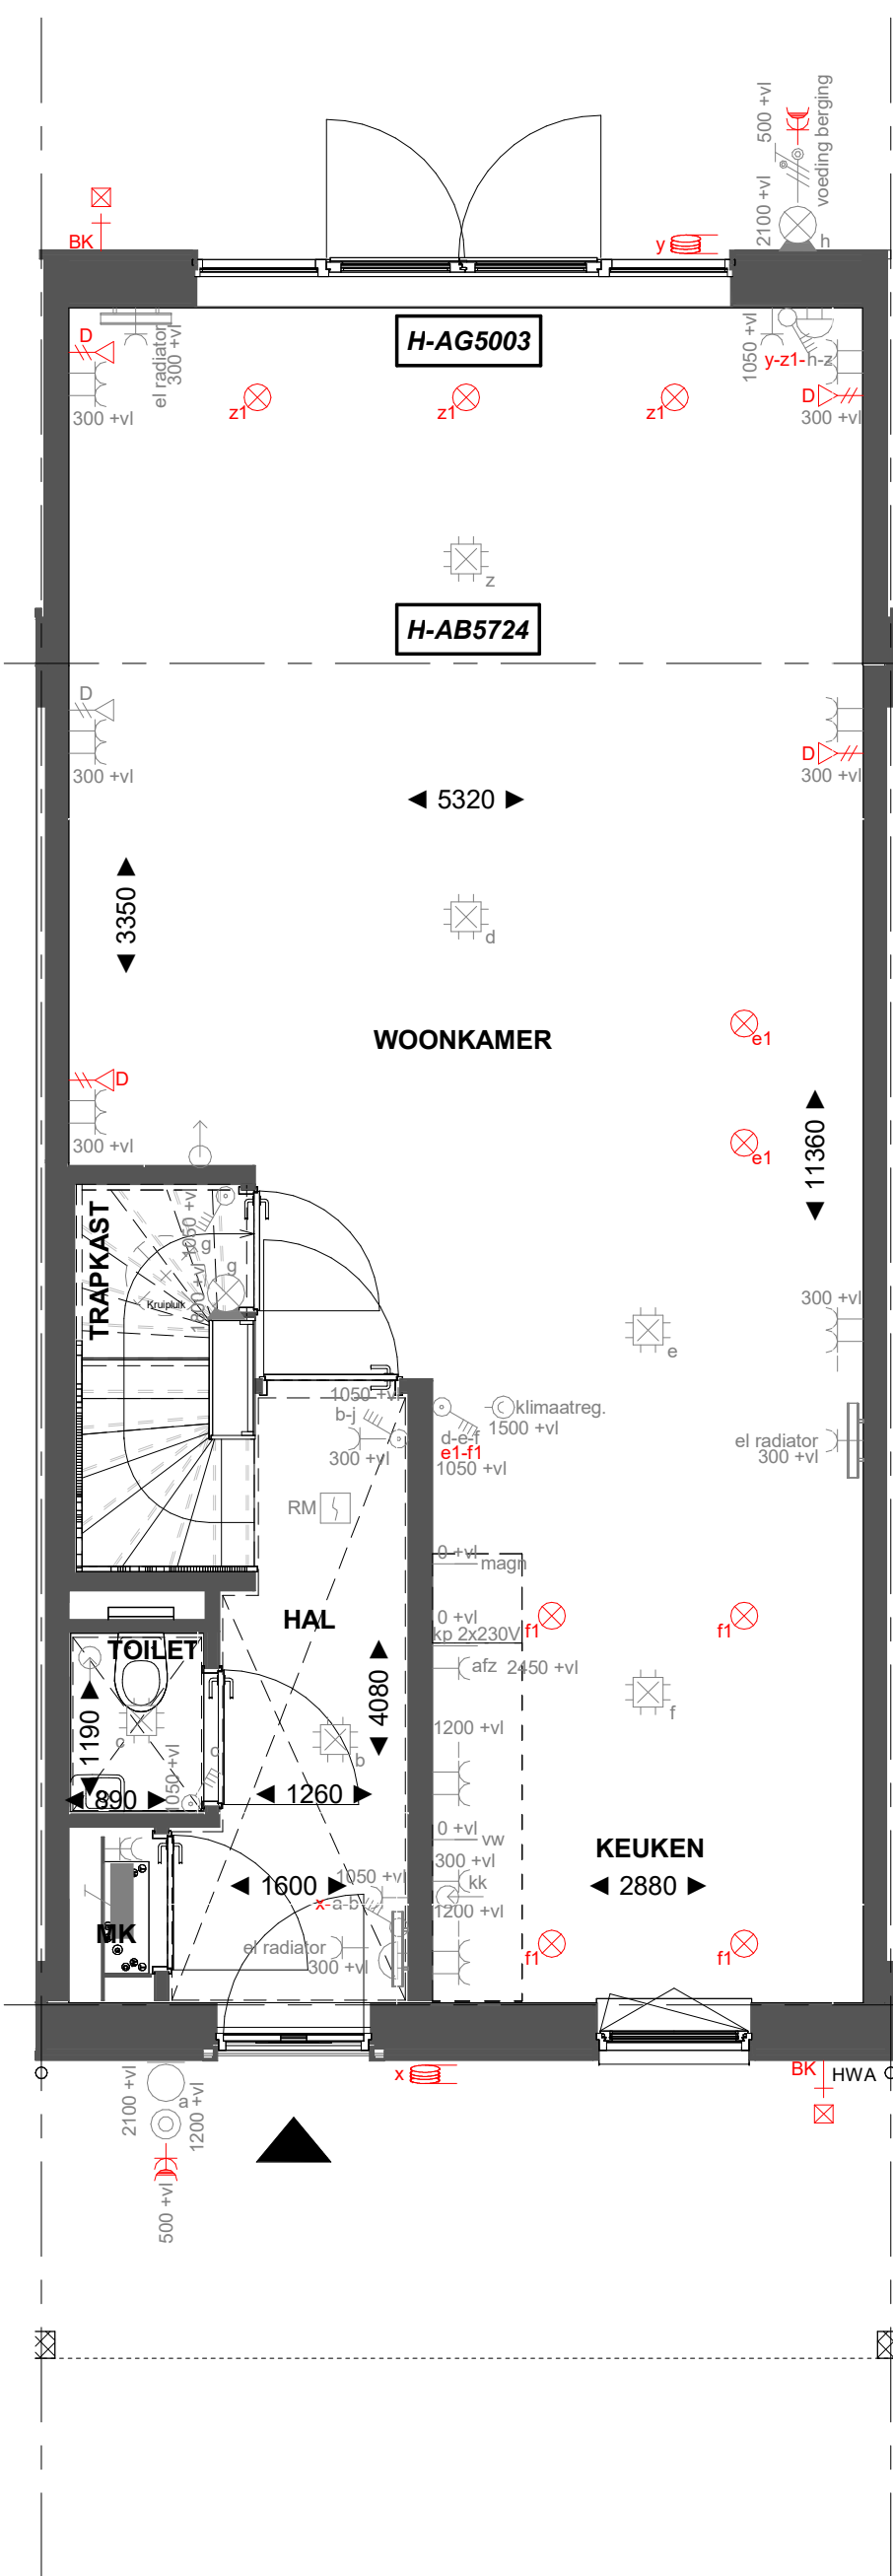 500 +vl
voeding berging
2100 +vl
h
BK
y
H-AG5003
D
el radiator
300 +vl
300 +vl
1050 +vl
y-z1-h-z
D
300 +vl
z1
z1
z1
z
H-AB5724
D
300 +vl
D
300 +vl
◄ 5320 ►
◄ 3350 ►
d
WOONKAMER
e1
D
300 +vl
e1
◄ 11360 ►
TRAPKAST
1050 +vl
g
g
Kruipluik
300 +vl
e
1050 +vl
b-j
300 +vl
klimaatreg.
1500 +vl
d-e-f
e1-f1
1050 +vl
el radiator
300 +vl
RM
0 +vl
magn
HAL
0 +vl
kp 2x230V
f1
f1
TOILET
afz
2450 +vl
◄ 4080 ►
◄ 1190 ►
c
f
1200 +vl
b
c
1050 +vl
◄ 890 ►
◄ 1260 ►
0 +vl
vw
KEUKEN
300 +vl
kk
◄ 1600 ►
1050 +vl
◄ 2880 ►
x-a-b
1200 +vl
MK
el radiator
300 +vl
f1
f1
x
BK
HWA
2100 +vl
a
1200 +vl
500 +vl